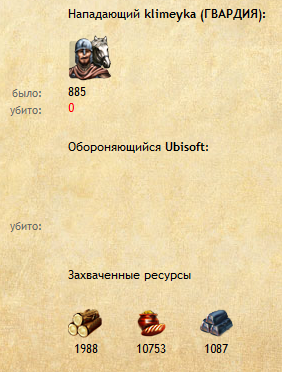 Нападающий klimeyka (ГВАРДИЯ):
было: 885
убито: 0
Обороняющийся Ubisoft:
убито:
Захваченные ресурсы
1988 10753 1087